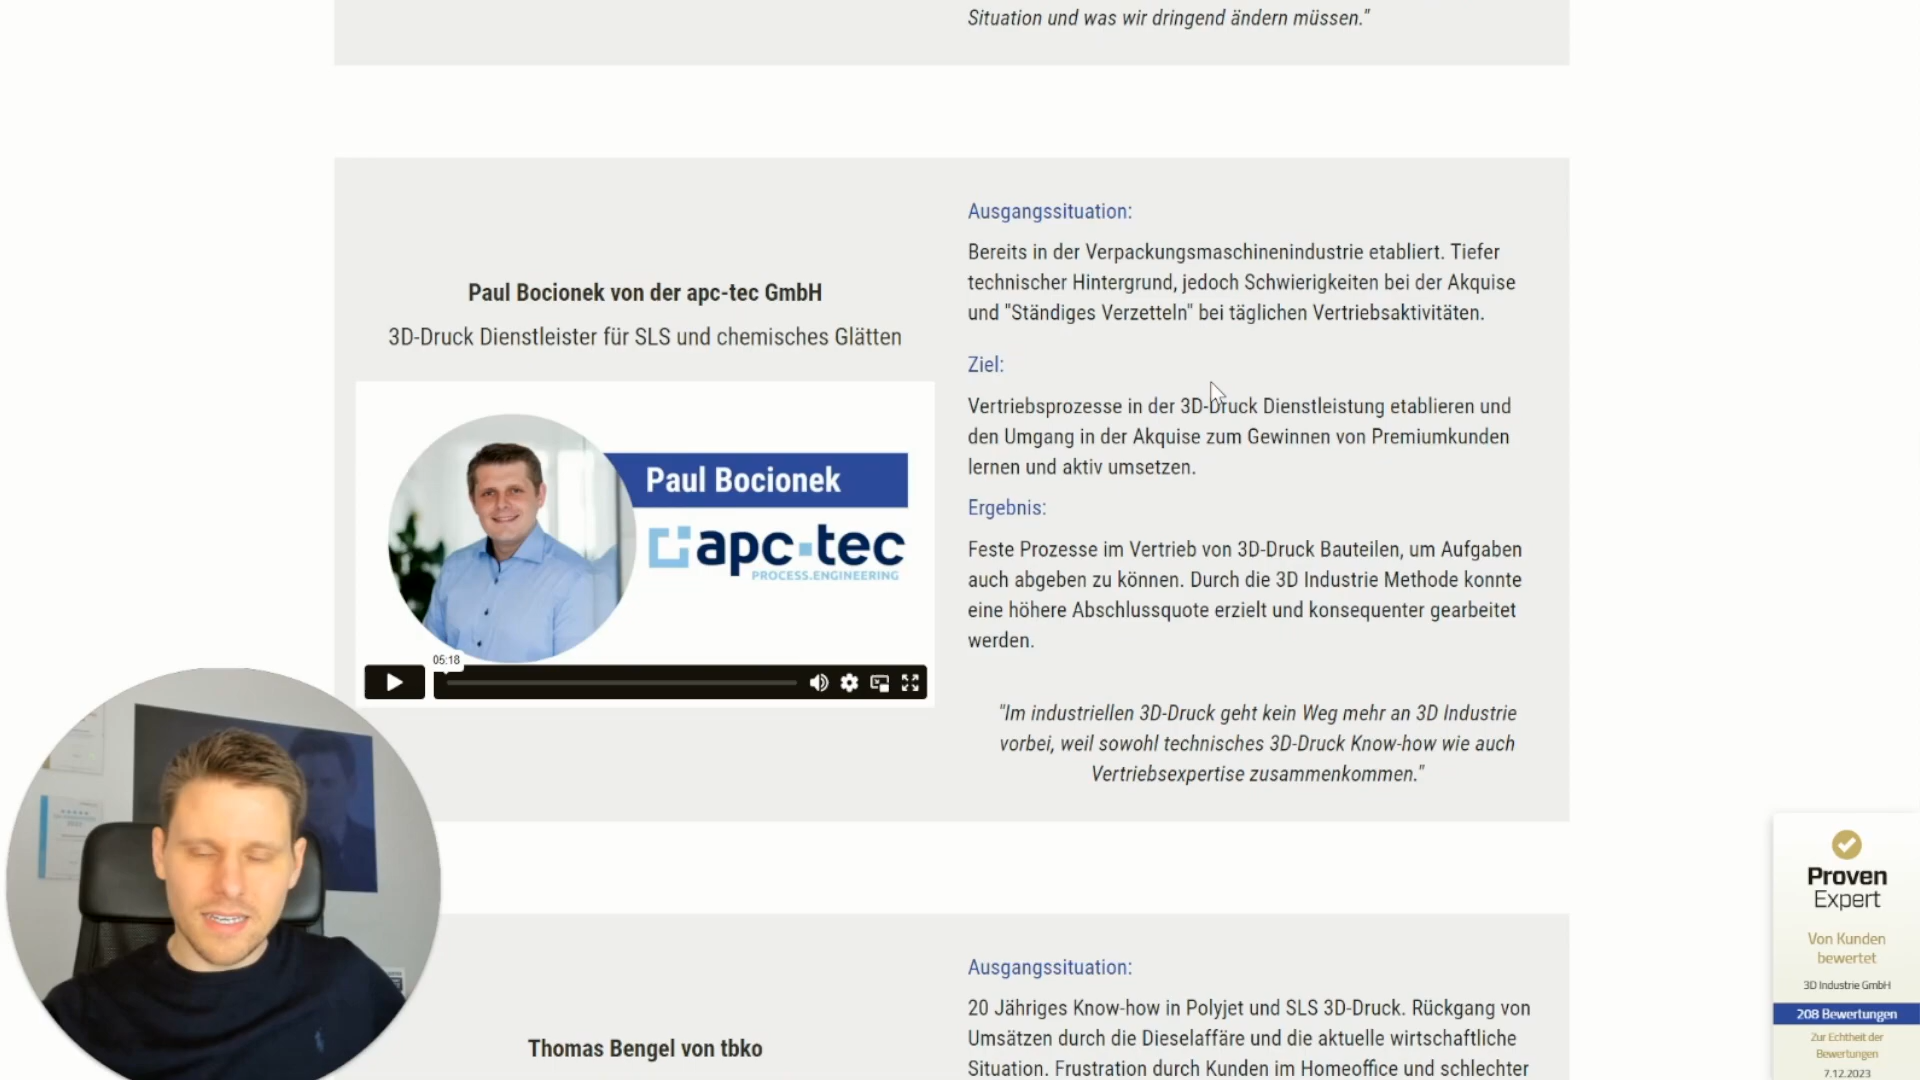 Situation und was wir dringend ändern müssen."
Paul Bocionek von der apc-tec GmbH
3D-Druck Dienstleister für SLS und chemisches Glätten
Paul Bocionek
apc-tec
PROCESS.ENGINEERING
05:18
Ausgangssituation:
Bereits in der Verpackungsmaschinenindustrie etabliert. Tiefer
technischer Hintergrund, jedoch Schwierigkeiten bei der Akquise
und "Ständiges Verzetteln" bei täglichen Vertriebsaktivitäten.
Ziel:
Vertriebsprozesse in der 3D-Druck Dienstleistung etablieren und
den Umgang in der Akquise zum Gewinnen von Premiumkunden
lernen und aktiv umsetzen.
Ergebnis:
Feste Prozesse im Vertrieb von 3D-Druck Bauteilen, um Aufgaben
auch abgeben zu können. Durch die 3D Industrie Methode konnte
eine höhere Abschlussquote erzielt und konsequenter gearbeitet
werden.
"Im industriellen 3D-Druck geht kein Weg mehr an 3D Industrie
vorbei, weil sowohl technisches 3D-Druck Know-how wie auch
Vertriebsexpertise zusammenkommen."
Thomas Bengel von tbko
Ausgangssituation:
20 Jähriges Know-how in Polyjet und SLS 3D-Druck. Rückgang von
Umsätzen durch die Dieselaffäre und die aktuelle wirtschaftliche
Situation. Frustration durch Kunden im Homeoffice und schlechter
Proven
Expert
Von Kunden
bewertet
3D Industrie GmbH
208 Bewertungen
Zur Echtheit der
Bewertungen
7.12.2023